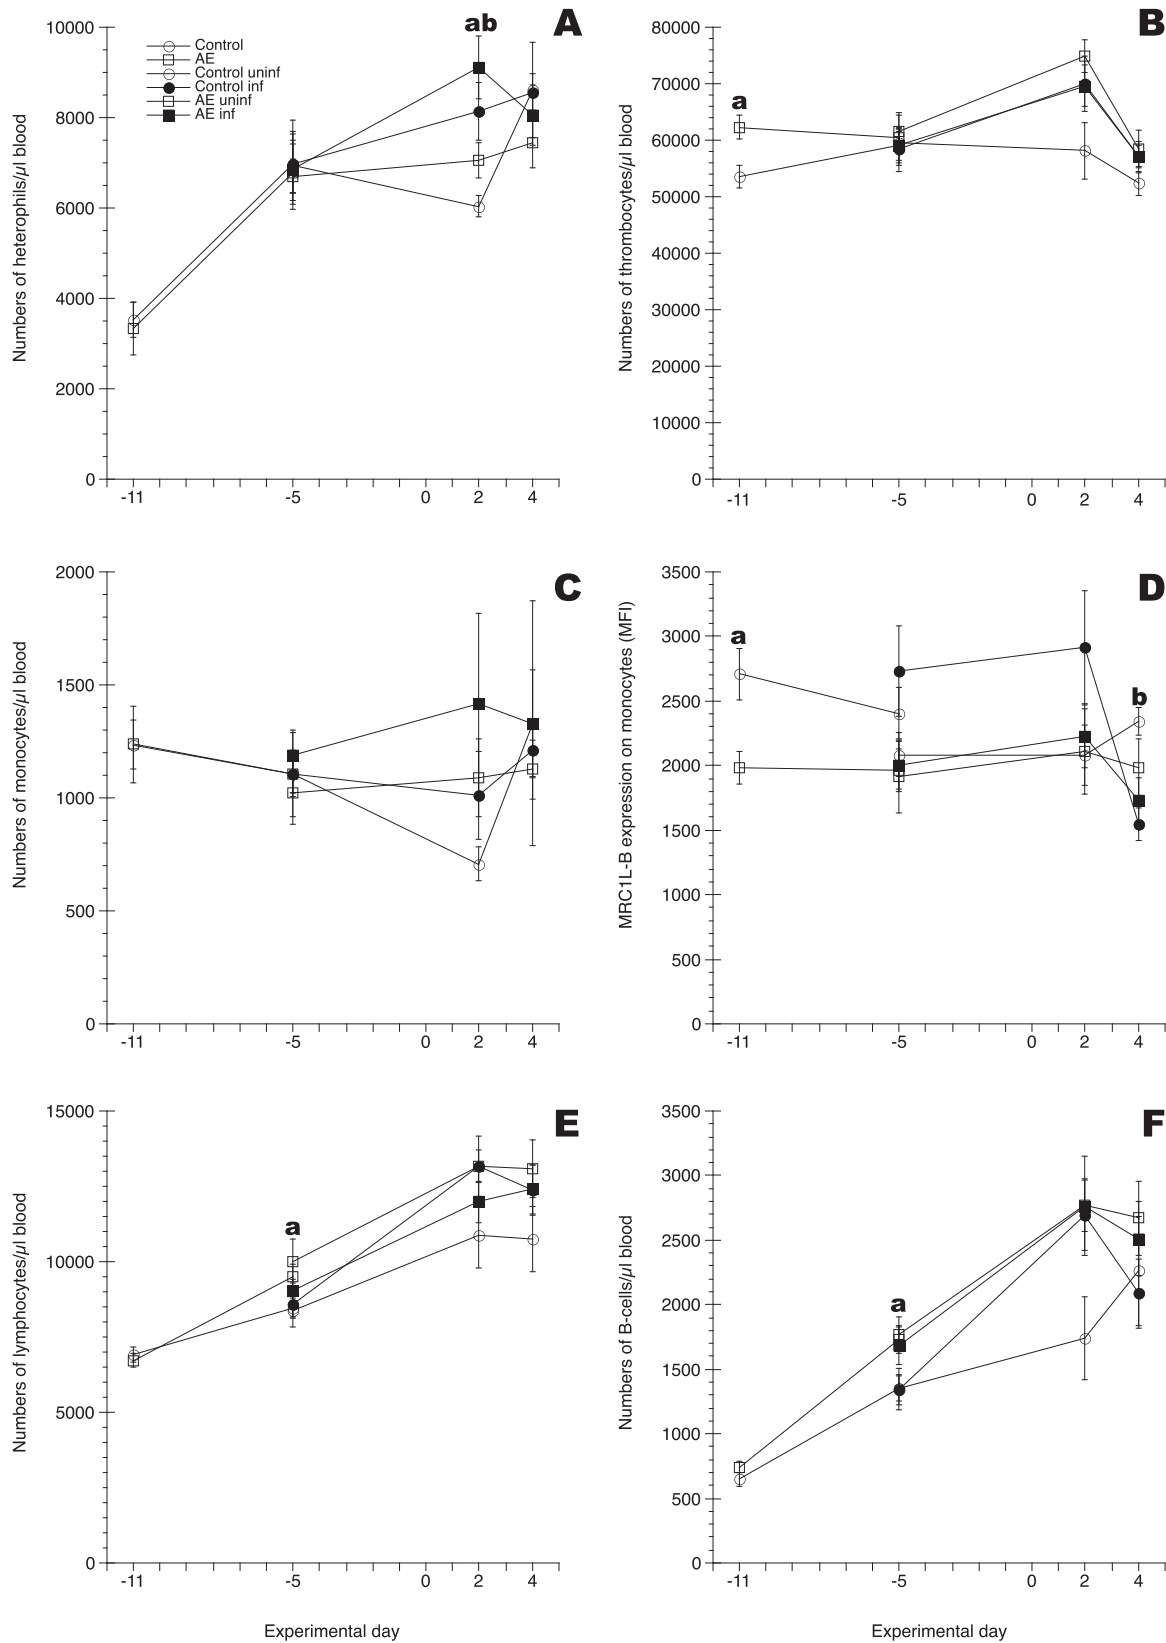 A
ab
Control
AE
Control uninf
Control inf
AE uninf
AE inf
10000
8000
6000
4000
2000
0
-11
-5
0
2
4
Numbers of heterophils/µl blood
B
a
80000
70000
60000
50000
40000
30000
20000
10000
0
-11
-5
0
2
4
Numbers of thrombocytes/µl blood
C
2000
1500
1000
500
0
-11
-5
0
2
4
Numbers of monocytes/µl blood
D
a
b
3500
3000
2500
2000
1500
1000
500
0
-11
-5
0
2
4
MRC1L-B expression on monocytes (MFI)
E
a
15000
10000
5000
0
-11
-5
0
2
4
Numbers of lymphocytes/µl blood
Experimental day
F
a
3500
3000
2500
2000
1500
1000
500
0
-11
-5
0
2
4
Numbers of B-cells/µl blood
Experimental day